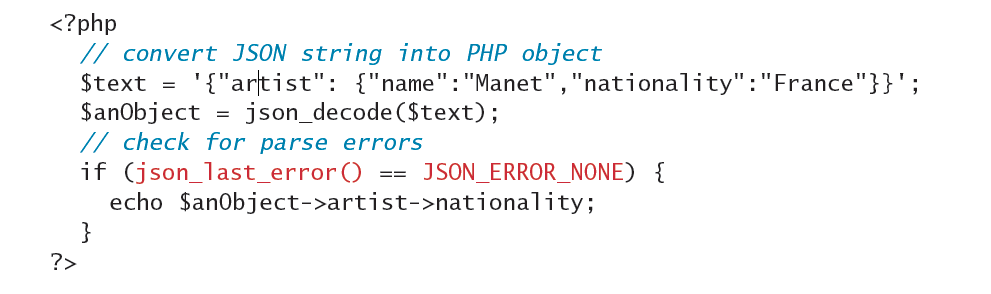 <?php
// convert JSON string into PHP object
$text = '{"artist": {"name":"Manet","nationality":"France"}}';
$anObject = json_decode($text);
// check for parse errors
if (json_last_error() == JSON_ERROR_NONE) {
echo $anObject->artist->nationality;
}
?>